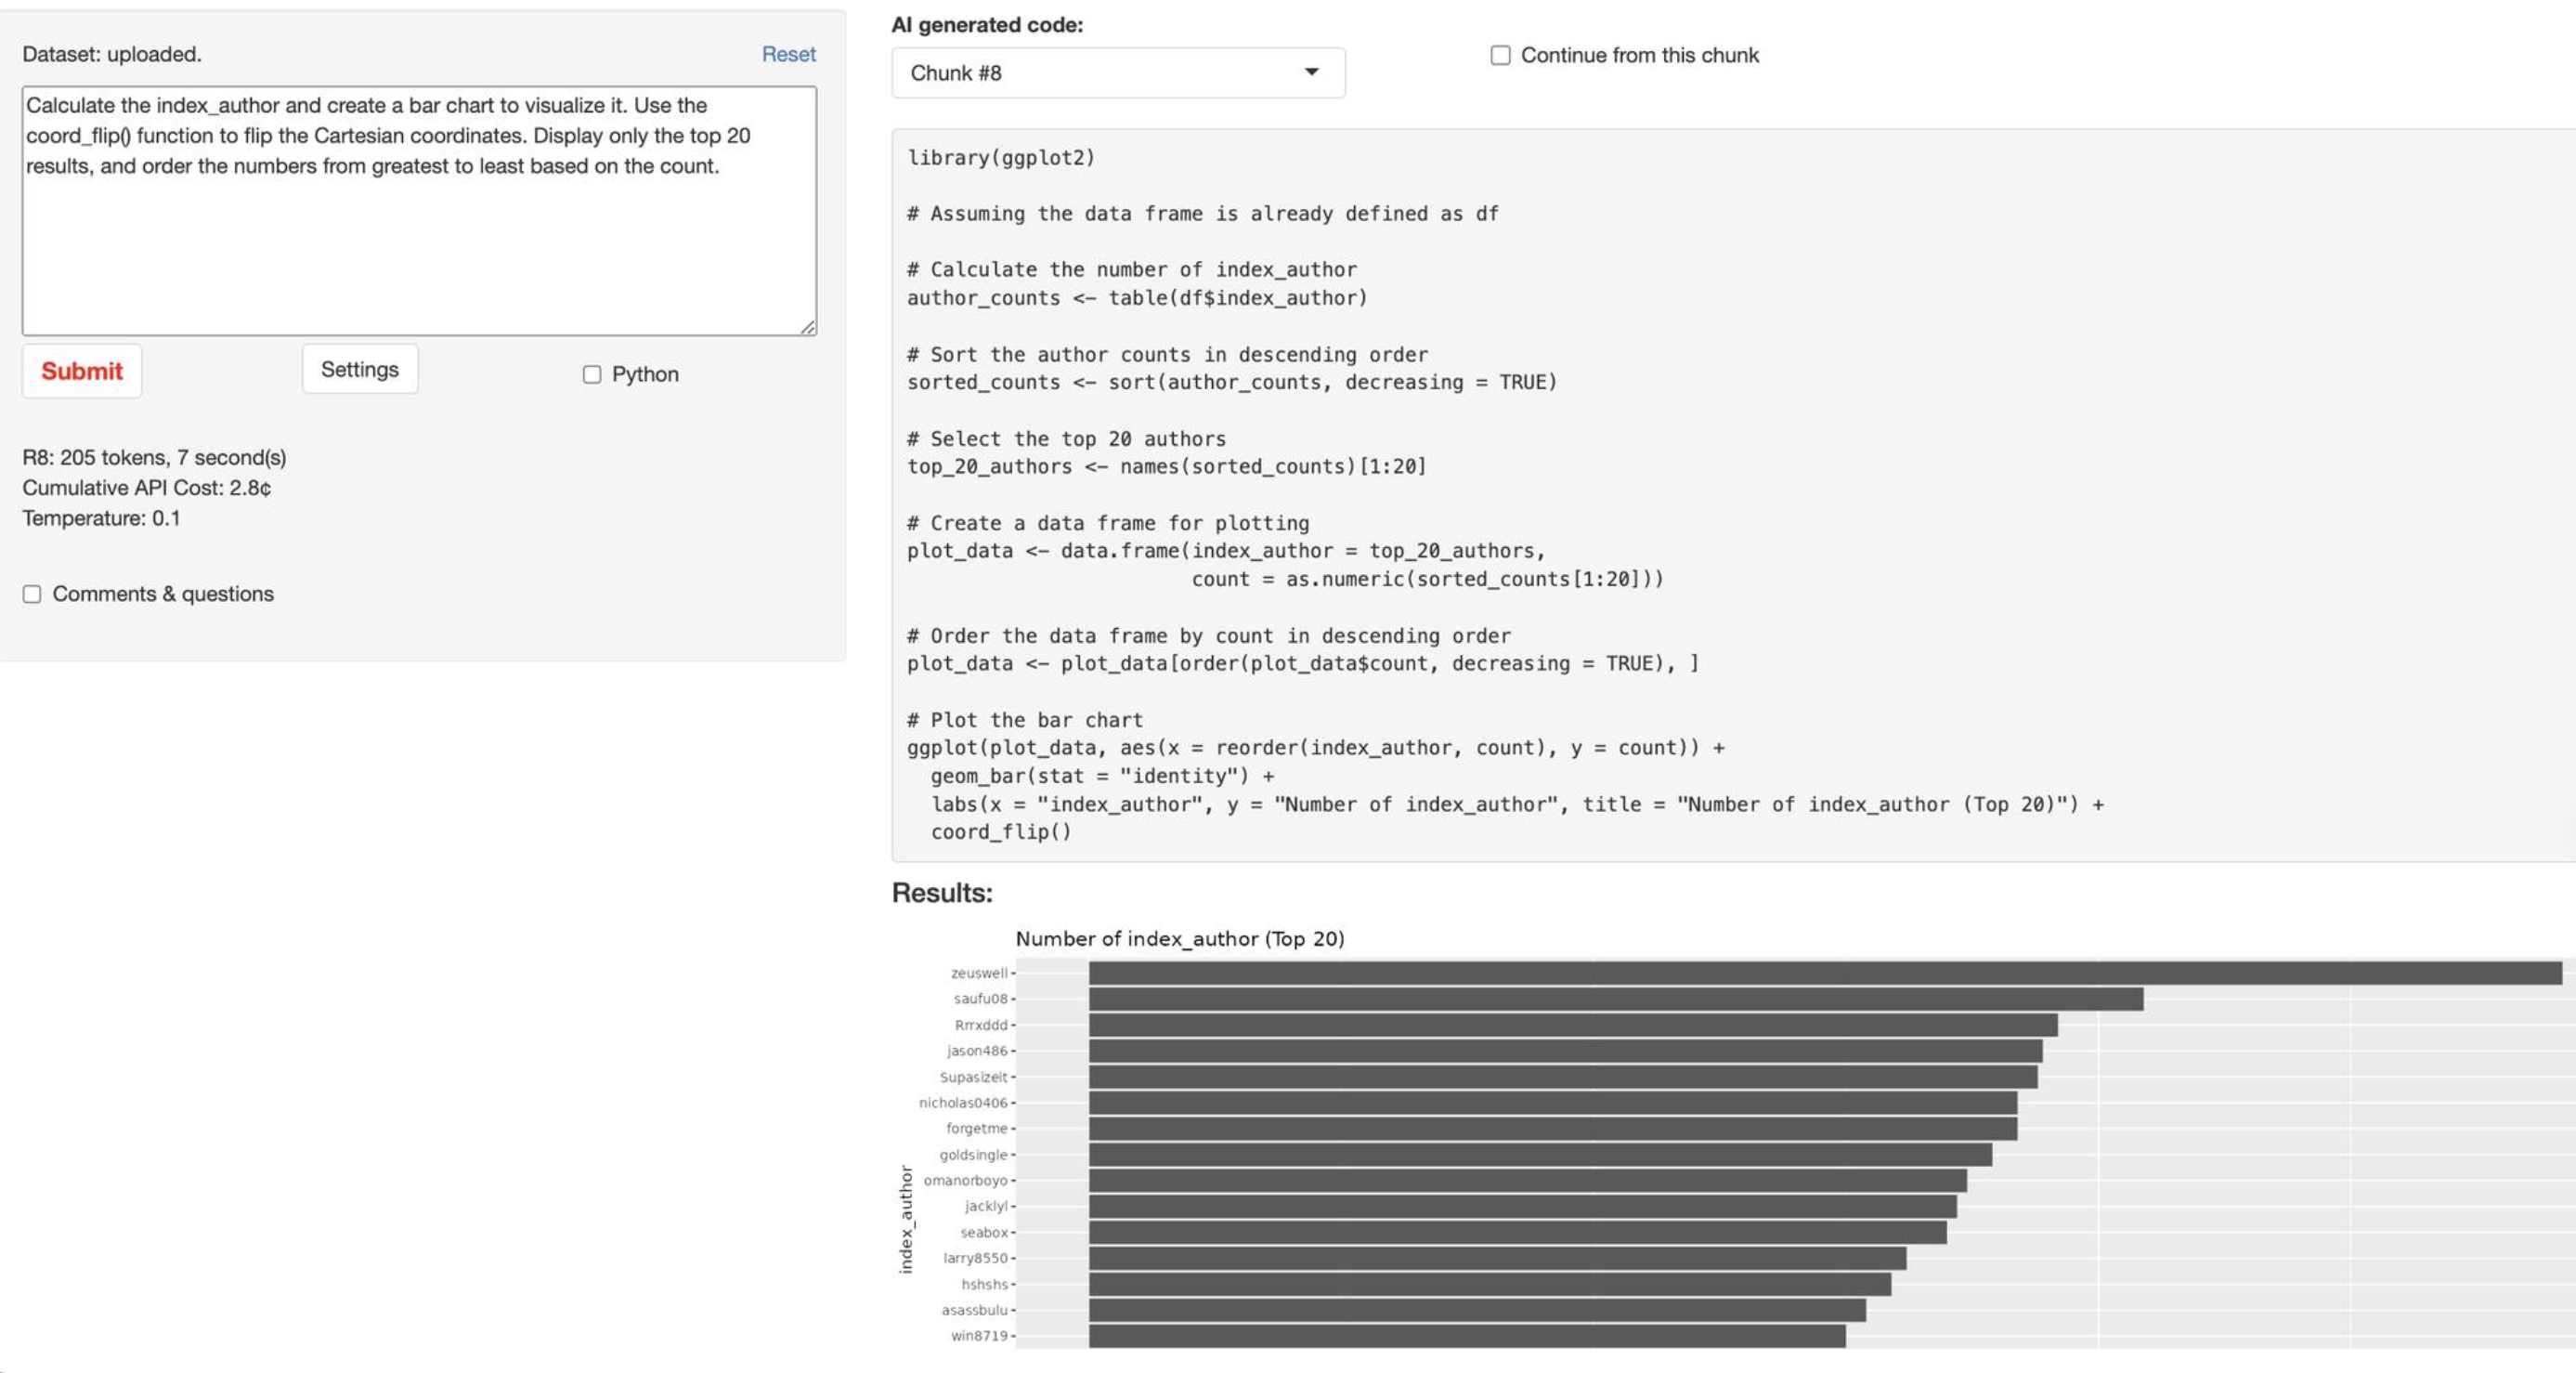 Dataset: uploaded.
Reset
Calculate the index_author and create a bar chart to visualize it. Use the
coord_flip() function to flip the Cartesian coordinates. Display only the top 20
results, and order the numbers from greatest to least based on the count.
Submit
Settings
Python
R8: 205 tokens, 7 second(s)
Cumulative API Cost: 2.8¢
Temperature: 0.1
Comments & questions
AI generated code:
Chunk #8
Continue from this chunk
library(ggplot2)
# Assuming the data frame is already defined as df
# Calculate the number of index_author
author_counts <- table(df$index_author)
# Sort the author counts in descending order
sorted_counts <- sort(author_counts, decreasing = TRUE)
# Select the top 20 authors
top_20_authors <- names(sorted_counts)[1:20]
# Create a data frame for plotting
plot_data <- data.frame(index_author = top_20_authors,
count = as.numeric(sorted_counts[1:20]))
# Order the data frame by count in descending order
plot_data <- plot_data[order(plot_data$count, decreasing = TRUE), ]
# Plot the bar chart
ggplot(plot_data, aes(x = reorder(index_author, count), y = count)) +
geom_bar(stat = "identity") +
labs(x = "index_author", y = "Number of index_author", title = "Number of index_author (Top 20)") +
coord_flip()
Results:
Number of index_author (Top 20)
zeuswell
saufu08
Rrrxddd
jason486
Supasizeit
nicholas0406
forgetme
goldsingle
omanorboyo
jacklyl
seabox
larry8550
hshshs
asassbulu
win8719
index_author